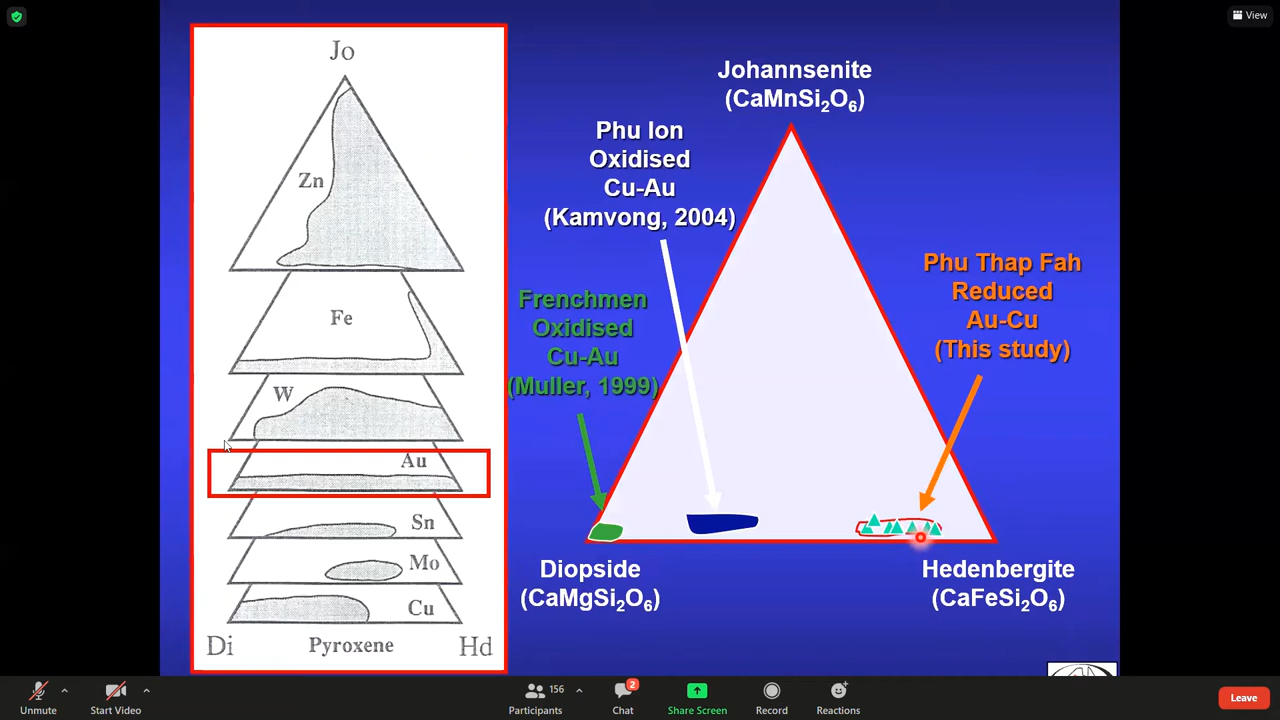 View
Jo
Zn
Fe
W
Au
Sn
Mo
Cu
Di
Pyroxene
Hd
Johannsenite
(CaMnSi₂O₆)
Phu Ion
Oxidised
Cu-Au
(Kamvong, 2004)
Frenchmen
Oxidised
Cu-Au
(Muller, 1999)
Phu Thap Fah
Reduced
Au-Cu
(This study)
Diopside
(CaMgSi₂O₆)
Hedenbergite
(CaFeSi₂O₆)
Unmute
Start Video
156
Participants
2
Chat
Share Screen
Record
Reactions
Leave